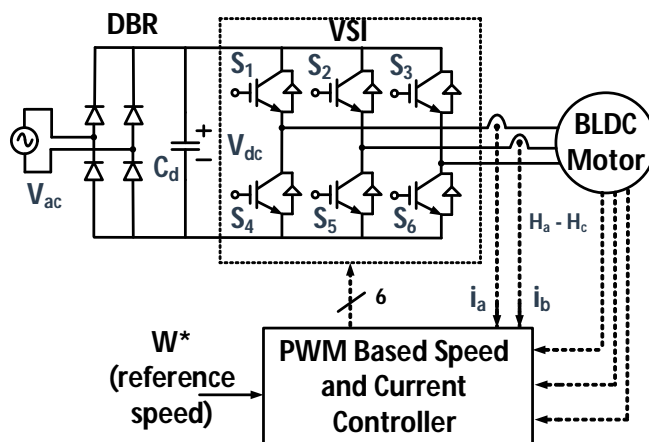 DBR
VSI
S1
S2
S3
BLDC
Motor
+
Cd
Vdc
−
Vac
S4
S5
S6
Ha - Hc
6
ia
ib
W*
(reference
speed)
PWM Based Speed
and Current
Controller